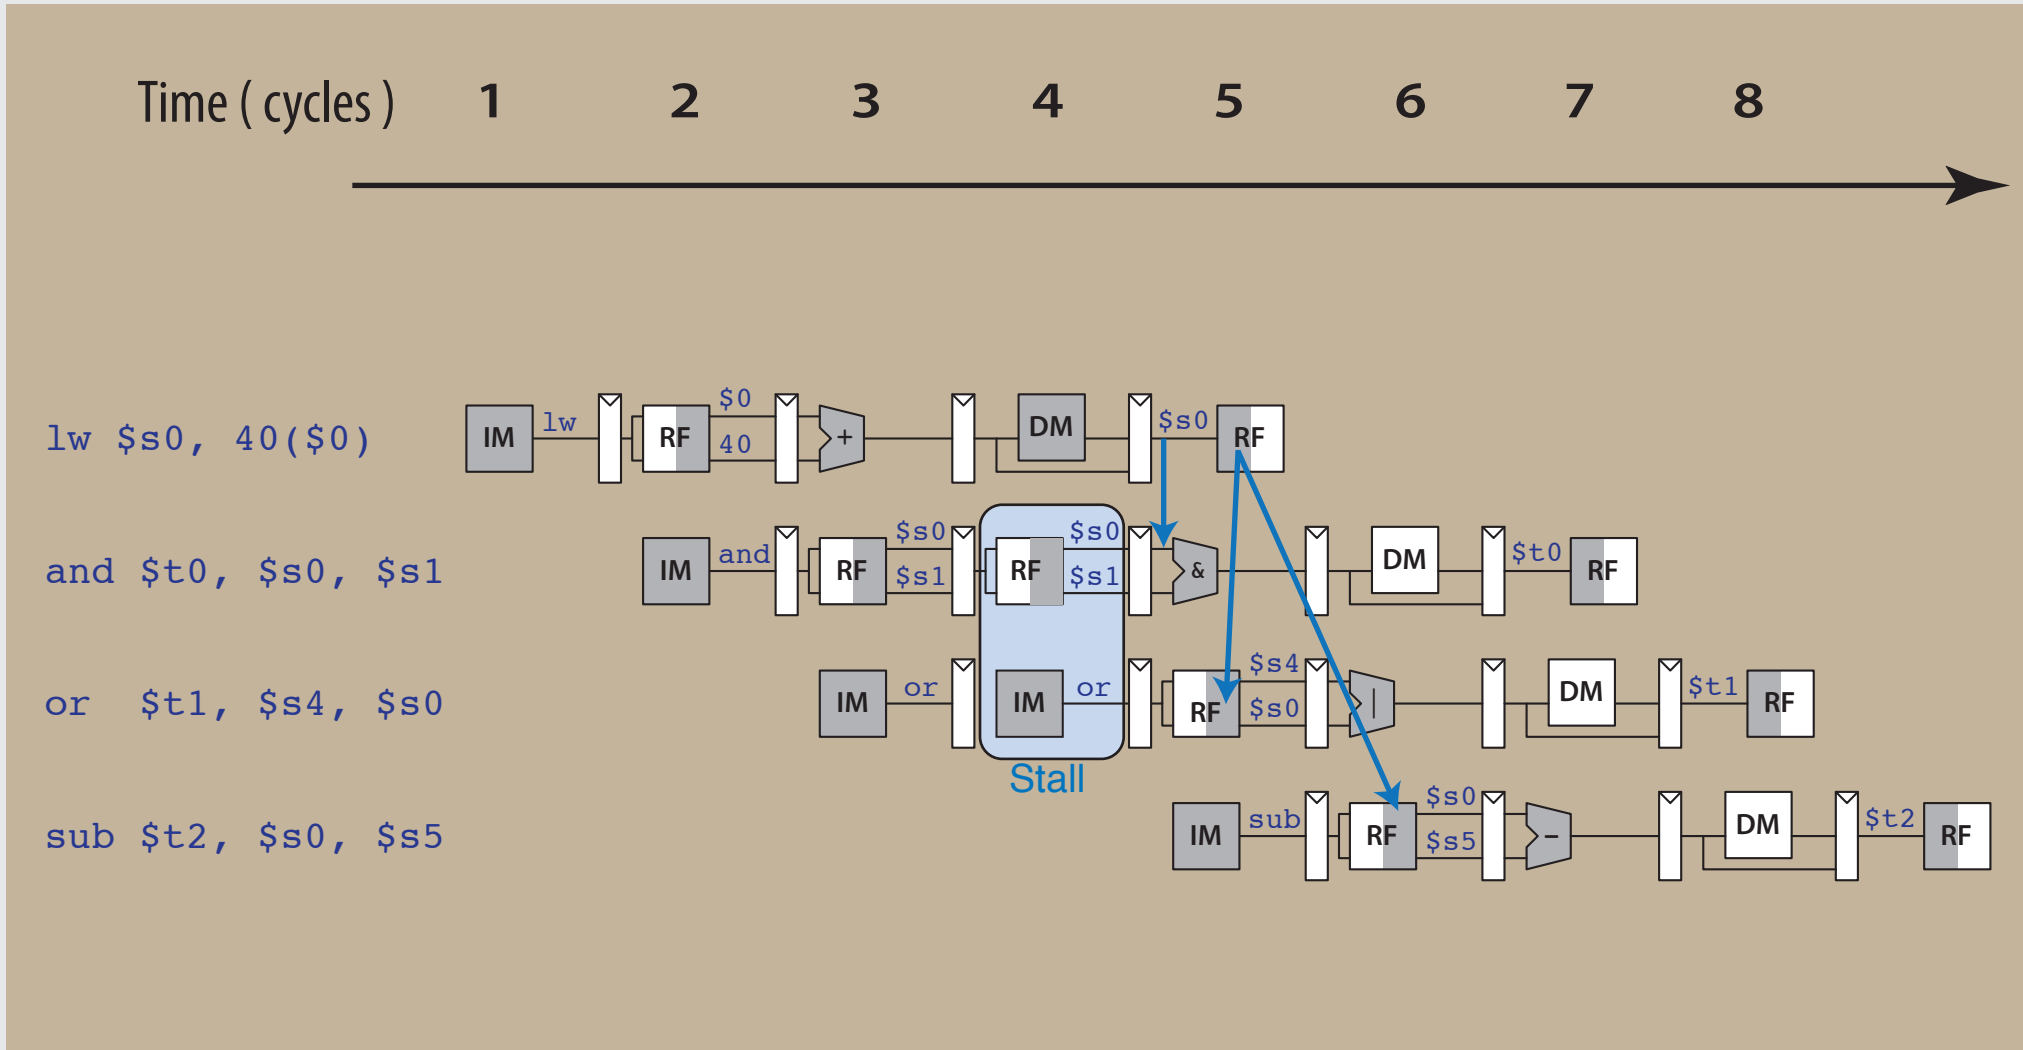 Time ( cycles ) 1 2 3 4 5 6 7 8
lw $s0, 40($0) IM lw RF $0 40 + DM $s0 RF
and $t0, $s0, $s1 IM and RF $s0 $s1 RF $s0 $s1 & DM $t0 RF
or $t1, $s4, $s0 IM or IM or RF $s4 $s0 | DM $t1 RF
Stall
sub $t2, $s0, $s5 IM sub RF $s0 $s5 − DM $t2 RF